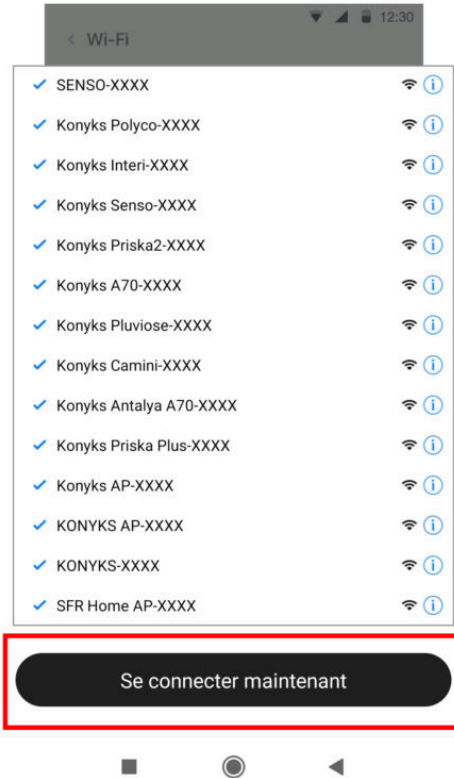 12:30
< Wi-Fi
SENSO-XXXX
Konyks Polyco-XXXX
Konyks Interi-XXXX
Konyks Senso-XXXX
Konyks Priska2-XXXX
Konyks A70-XXXX
Konyks Pluviose-XXXX
Konyks Camini-XXXX
Konyks Antalya A70-XXXX
Konyks Priska Plus-XXXX
Konyks AP-XXXX
KONYKS AP-XXXX
KONYKS-XXXX
SFR Home AP-XXXX
Se connecter maintenant